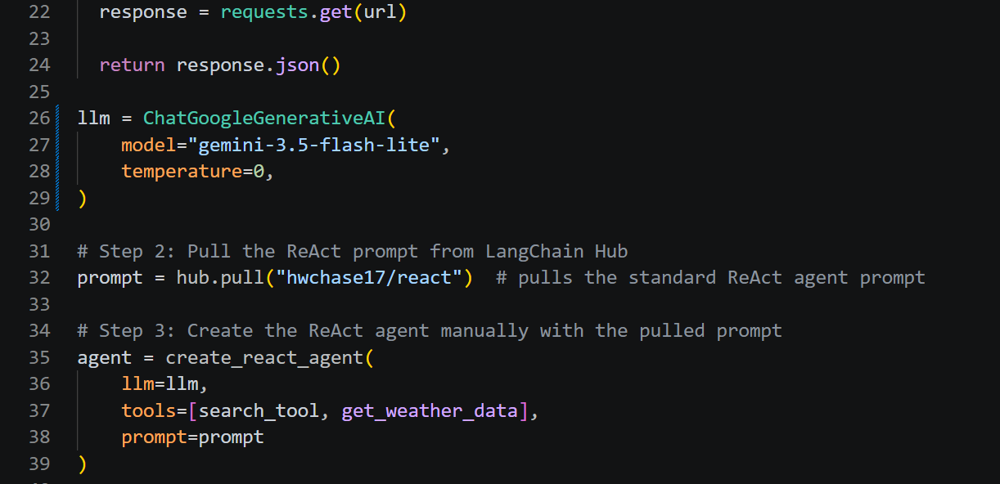 22 response = requests.get(url)
23
24 return response.json()
25
26 llm = ChatGoogleGenerativeAI(
27 model="gemini-3.5-flash-lite",
28 temperature=0,
29 )
30
31 # Step 2: Pull the ReAct prompt from LangChain Hub
32 prompt = hub.pull("hwchase17/react")  # pulls the standard ReAct agent prompt
33
34 # Step 3: Create the ReAct agent manually with the pulled prompt
35 agent = create_react_agent(
36 llm=llm,
37 tools=[search_tool, get_weather_data],
38 prompt=prompt
39 )